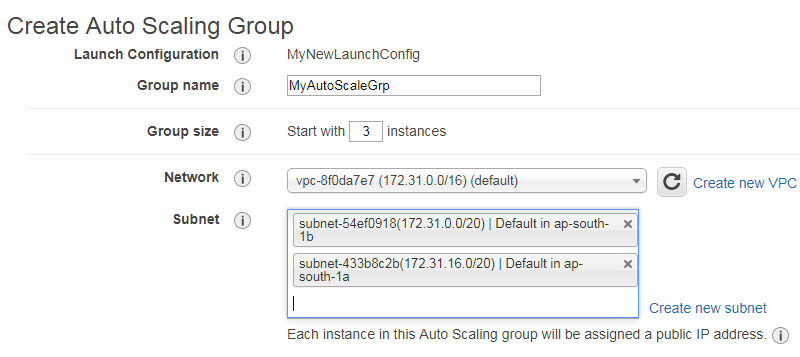 Create Auto Scaling Group
Launch Configuration i MyNewLaunchConfig
Group name i MyAutoScaleGrp
Group size i Start with 3 instances
Network i vpc-8f0da7e7 (172.31.0.0/16) (default) Create new VPC
Subnet i subnet-54ef0918(172.31.0.0/20) | Default in ap-south-
1b
subnet-433b8c2b(172.31.16.0/20) | Default in ap-
south-1a
Create new subnet
Each instance in this Auto Scaling group will be assigned a public IP address. i